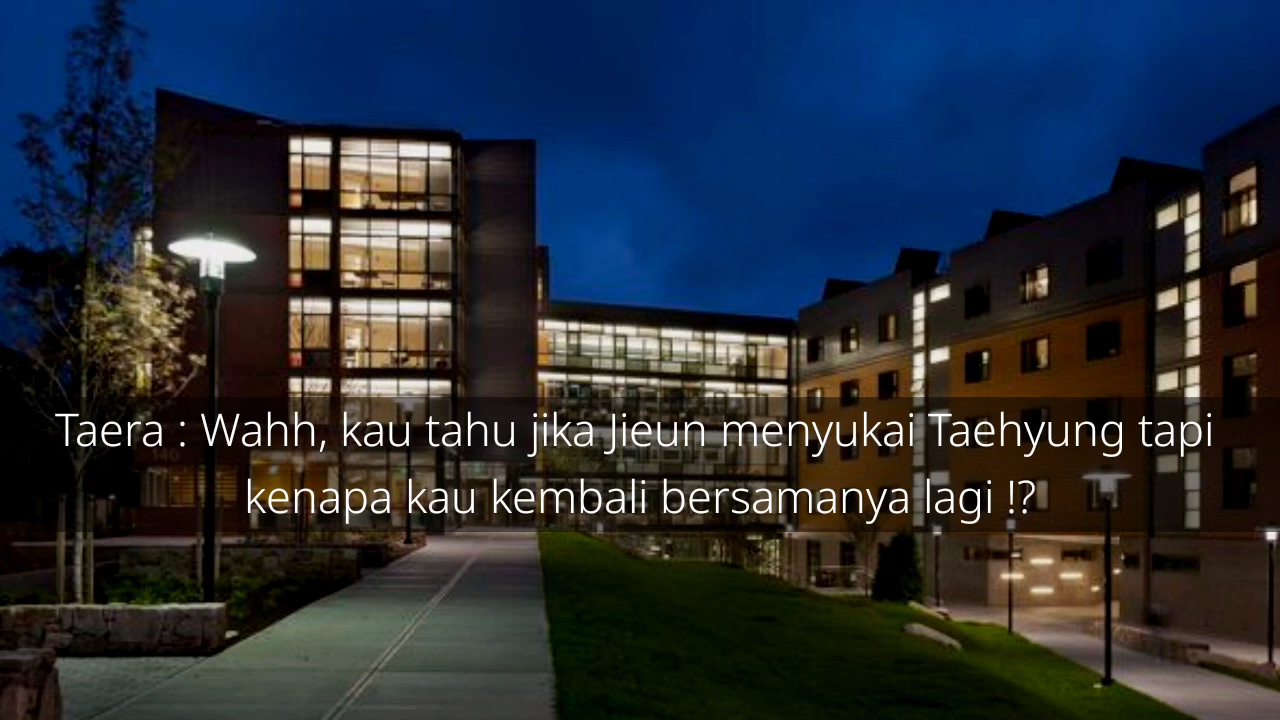 Taera : Wahh, kau tahu jika Jieun menyukai Taehyung tapi
kenapa kau kembali bersamanya lagi !?